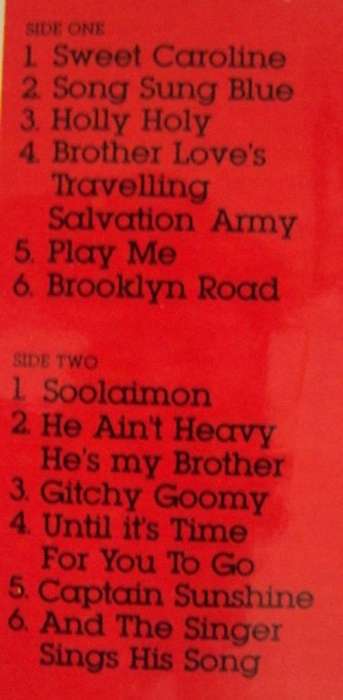 SIDE ONE
1. Sweet Caroline
2. Song Sung Blue
3. Holly Holy
4. Brother Love's
Travelling
Salvation Army
5. Play Me
6. Brooklyn Road
SIDE TWO
1. Soolaimon
2. He Ain't Heavy
He's my Brother
3. Gitchy Goomy
4. Until it's Time
For You To Go
5. Captain Sunshine
6. And The Singer
Sings His Song